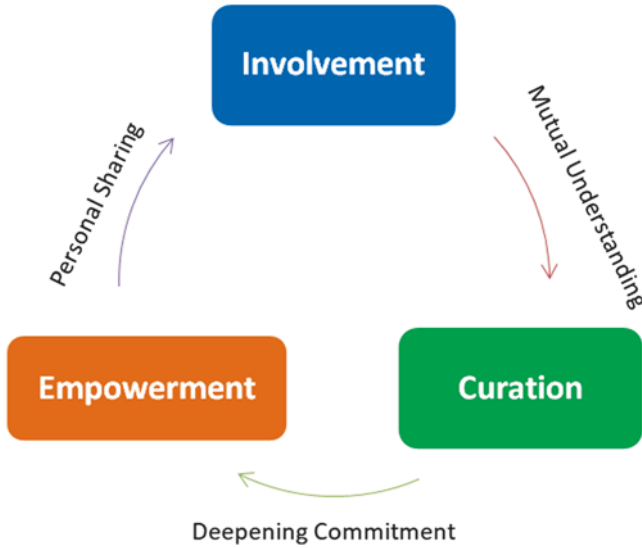 Involvement
Mutual Understanding
Personal Sharing
Empowerment
Curation
Deepening Commitment